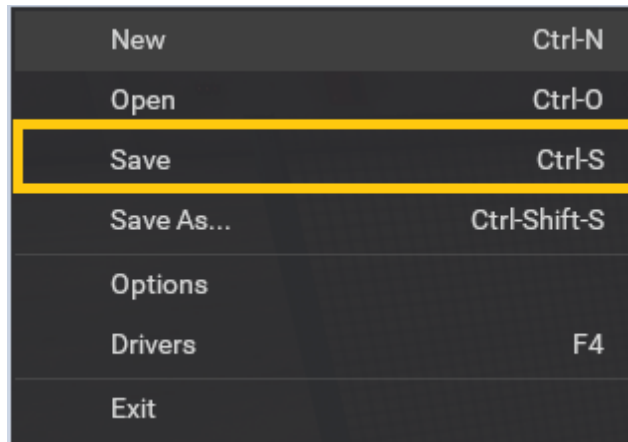 New Ctrl-N
Open Ctrl-O
Save Ctrl-S
Save As... Ctrl-Shift-S
Options
Drivers F4
Exit